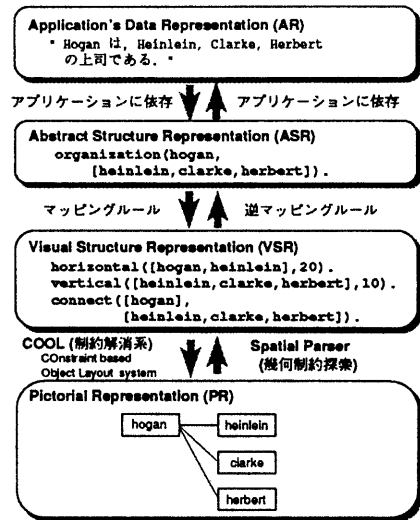 Application's Data Representation (AR)
" Hogan は, Heinlein, Clarke, Herbert
の上司である. "
アプリケーションに依存 アプリケーションに依存
Abstract Structure Representation (ASR)
organization(hogan,
[heinlein,clarke,herbert]).
マッピングルール 逆マッピングルール
Visual Structure Representation (VSR)
horizontal([hogan,heinlein],20).
vertical([heinlein,clarke,herbert],10).
connect([hogan],
[heinlein,clarke,herbert]).
COOL (制約解消系) Spatial Parser
COnstraint based (幾何制約探索)
Object Layout system
Pictorial Representation (PR)
hogan heinlein
clarke
herbert